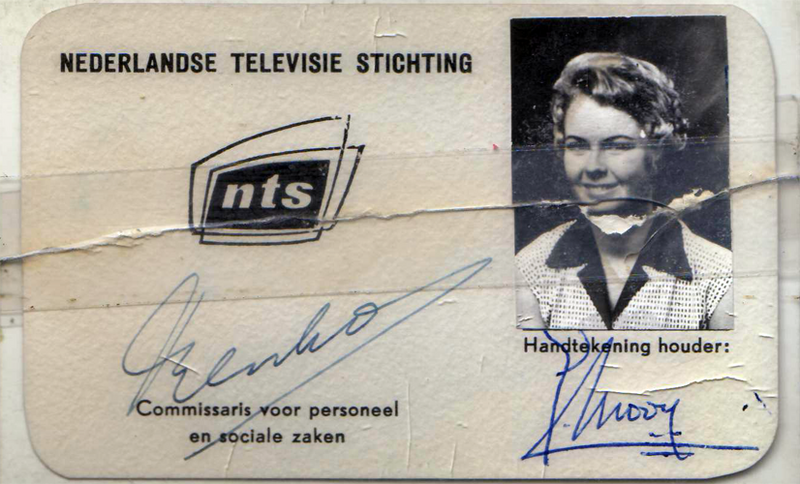 NEDERLANDSE TELEVISIE STICHTING
nts
Handtekening houder:
Commissaris voor personeel
en sociale zaken